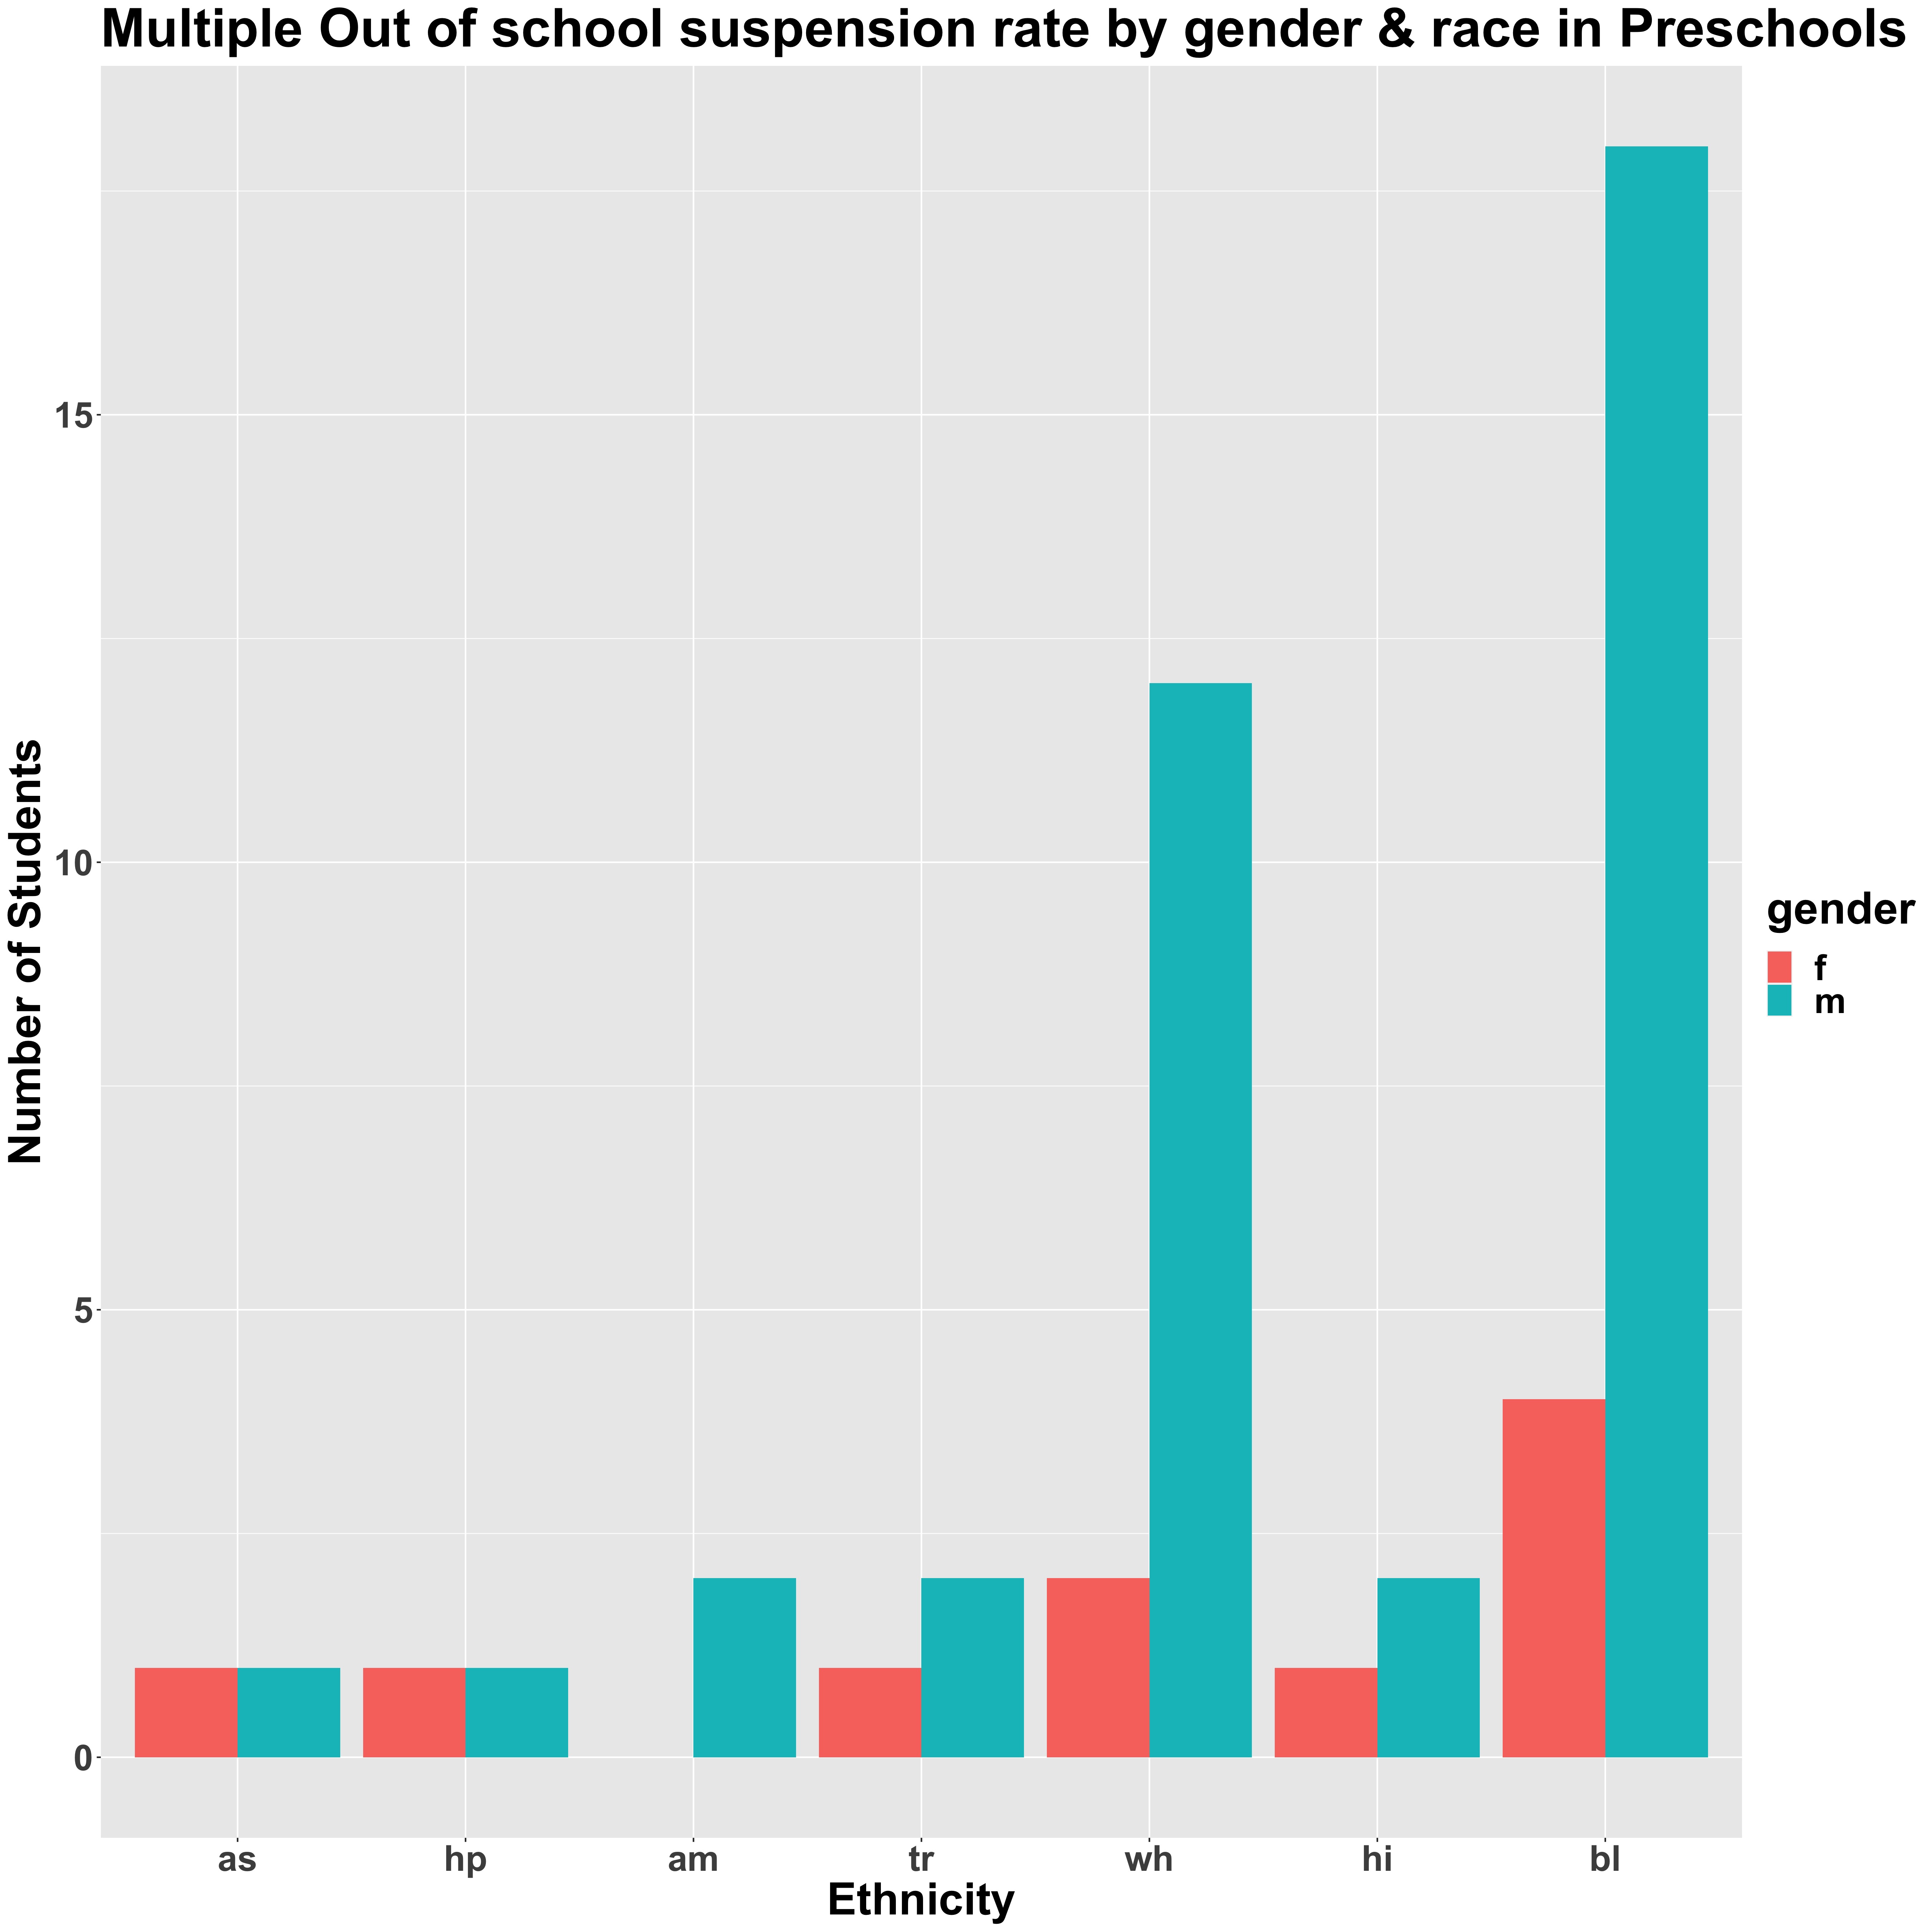 Multiple Out of school suspension rate by gender & race in Preschools
Number of Students
15
10
5
0
as hp am tr wh hi bl
Ethnicity
gender
f
m